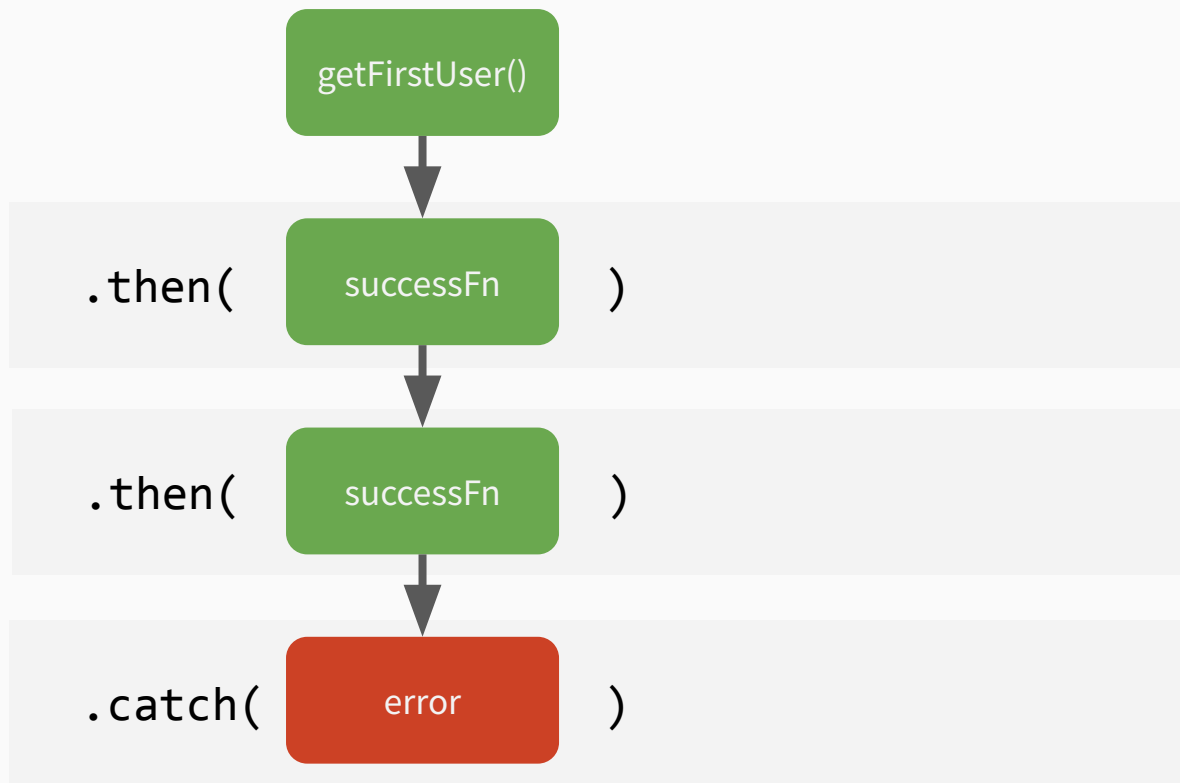 getFirstUser()
.then( successFn )
.then( successFn )
.catch( error )